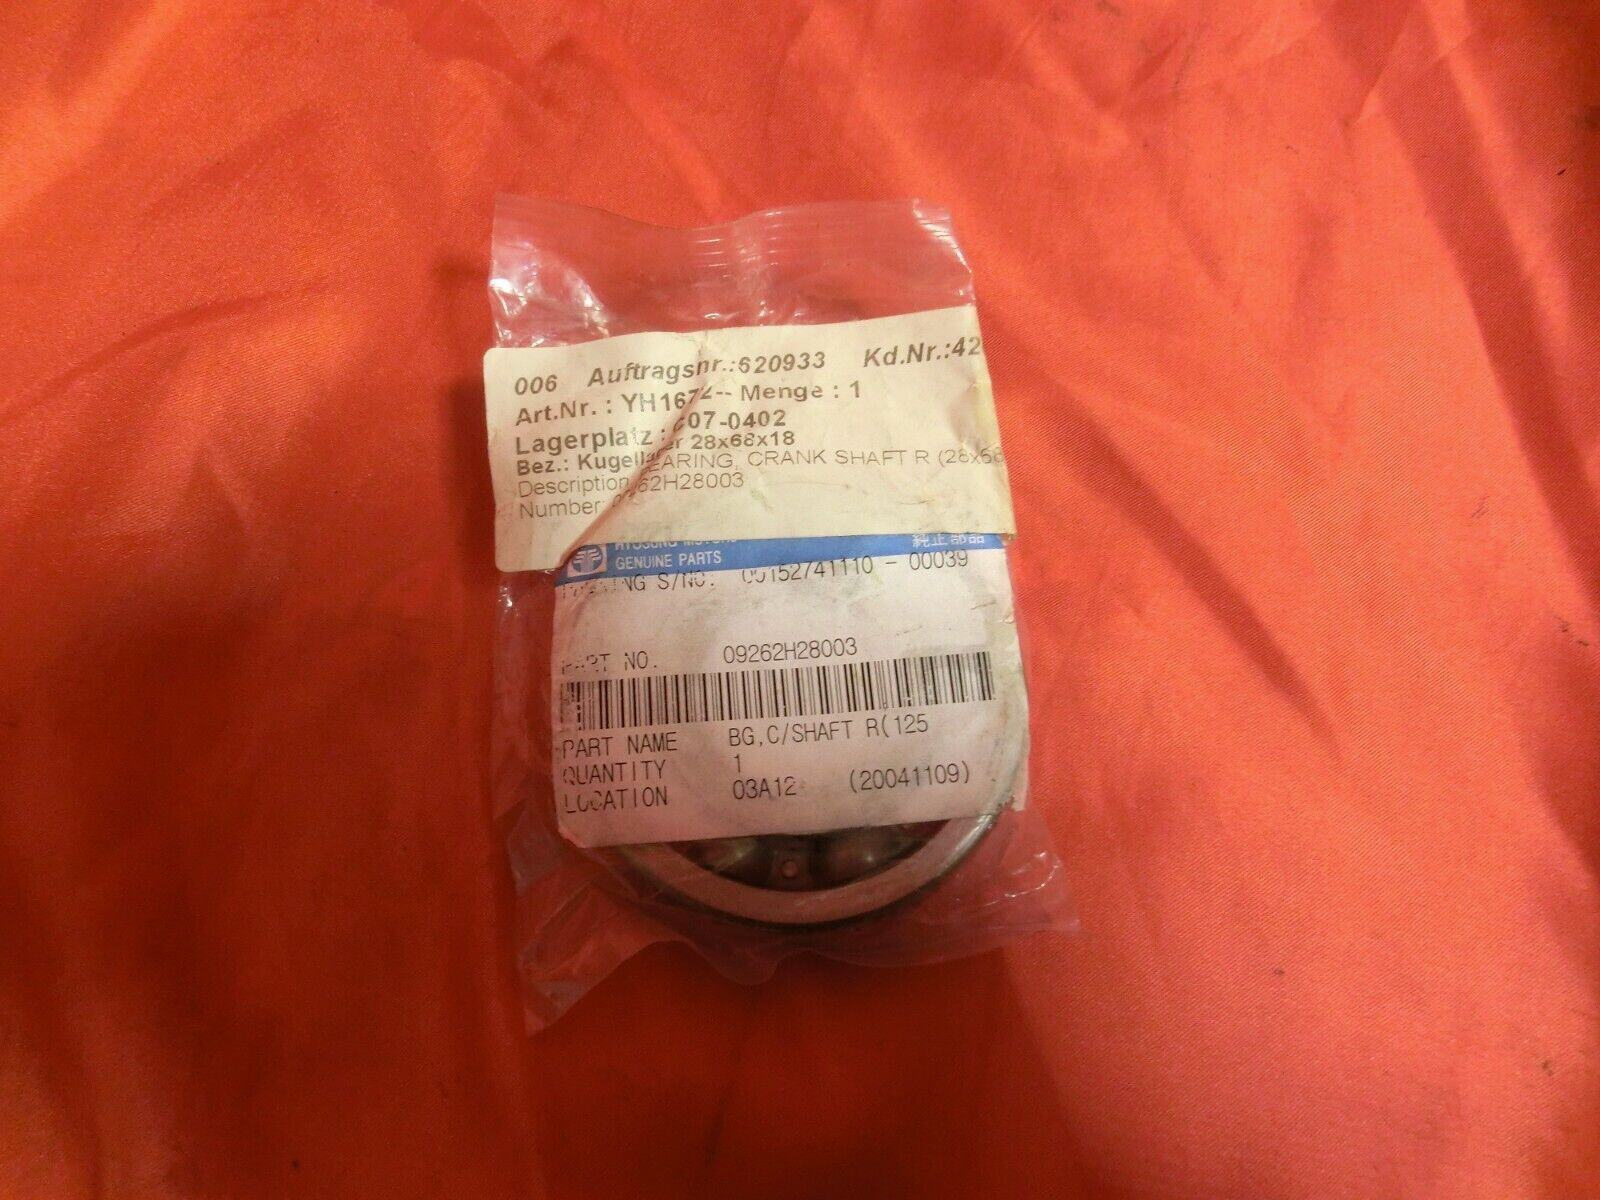 006 Auftragsnr.:620933 Kd.Nr.:42
Art.Nr. : Menge : 1
Lagerplatz : 07-0402
Bez.: 28x68x18
Description EARING, CRANK SHAFT R (28x68
Number 62H28003
HYOSUNG MOTORS 純正部品
GENUINE PARTS
S/NO. 00152741110 - 00039
PART NO. 09262H28003
PART NAME BG,C/SHAFT R(125
QUANTITY 1
LOCATION 03A12 (20041109)